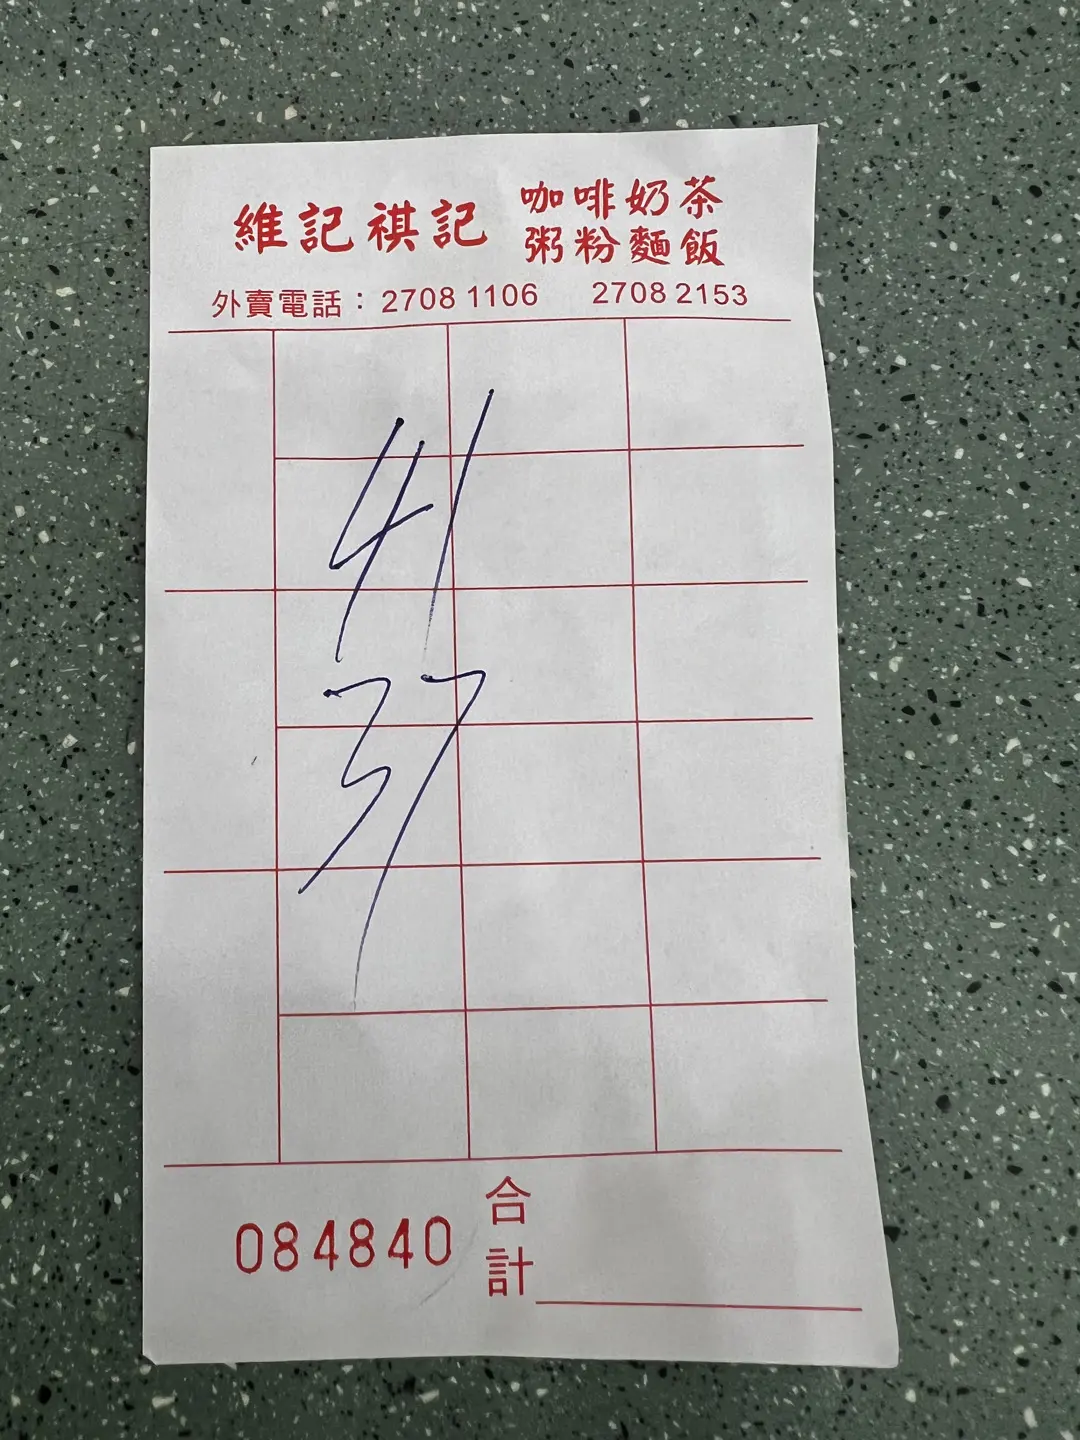 維記祺記 咖啡奶茶
粥粉麵飯
外賣電話：2708 1106 2708 2153
41
37
084840 合計